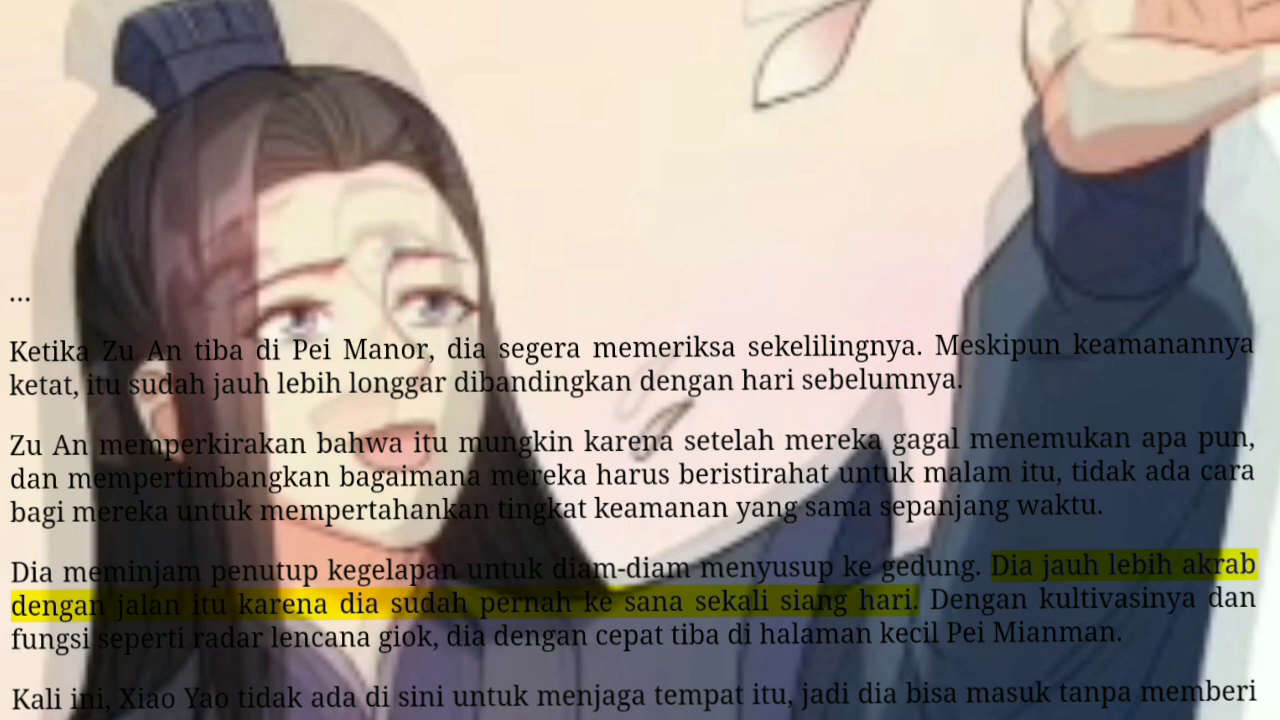 ...
Ketika Zu An tiba di Pei Manor, dia segera memeriksa sekelilingnya. Meskipun keamanannya
ketat, itu sudah jauh lebih longgar dibandingkan dengan hari sebelumnya.
Zu An memperkirakan bahwa itu mungkin karena setelah mereka gagal menemukan apa pun,
dan mempertimbangkan bagaimana mereka harus beristirahat untuk malam itu, tidak ada cara
bagi mereka untuk mempertahankan tingkat keamanan yang sama sepanjang waktu.
Dia meminjam penutup kegelapan untuk diam-diam menyusup ke gedung. Dia jauh lebih akrab
dengan jalan itu karena dia sudah pernah ke sana sekali siang hari. Dengan kultivasinya dan
fungsi seperti radar lencana giok, dia dengan cepat tiba di halaman kecil Pei Mianman.
Kali ini, Xiao Yao tidak ada di sini untuk menjaga tempat itu, jadi dia bisa masuk tanpa memberi